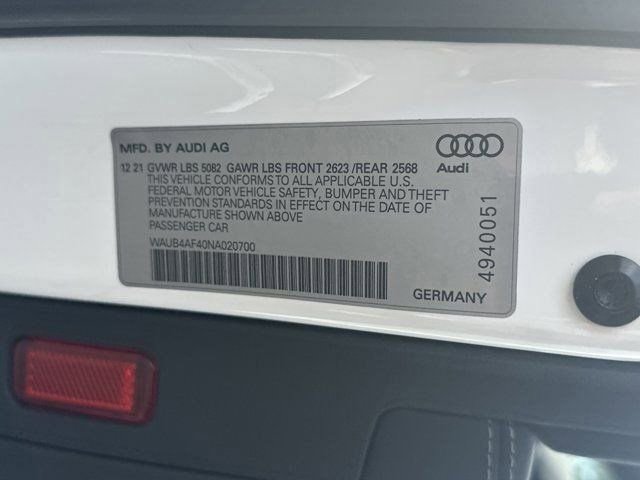 MFD. BY AUDI AG
Audi
12 21 GVWR LBS 5082 GAWR LBS FRONT 2623 /REAR 2568
THIS VEHICLE CONFORMS TO ALL APPLICABLE U.S.
FEDERAL MOTOR VEHICLE SAFETY, BUMPER AND THEFT
PREVENTION STANDARDS IN EFFECT ON THE DATE OF
MANUFACTURE SHOWN ABOVE
PASSENGER CAR
WAUB4AF40NA020700
4940051
GERMANY